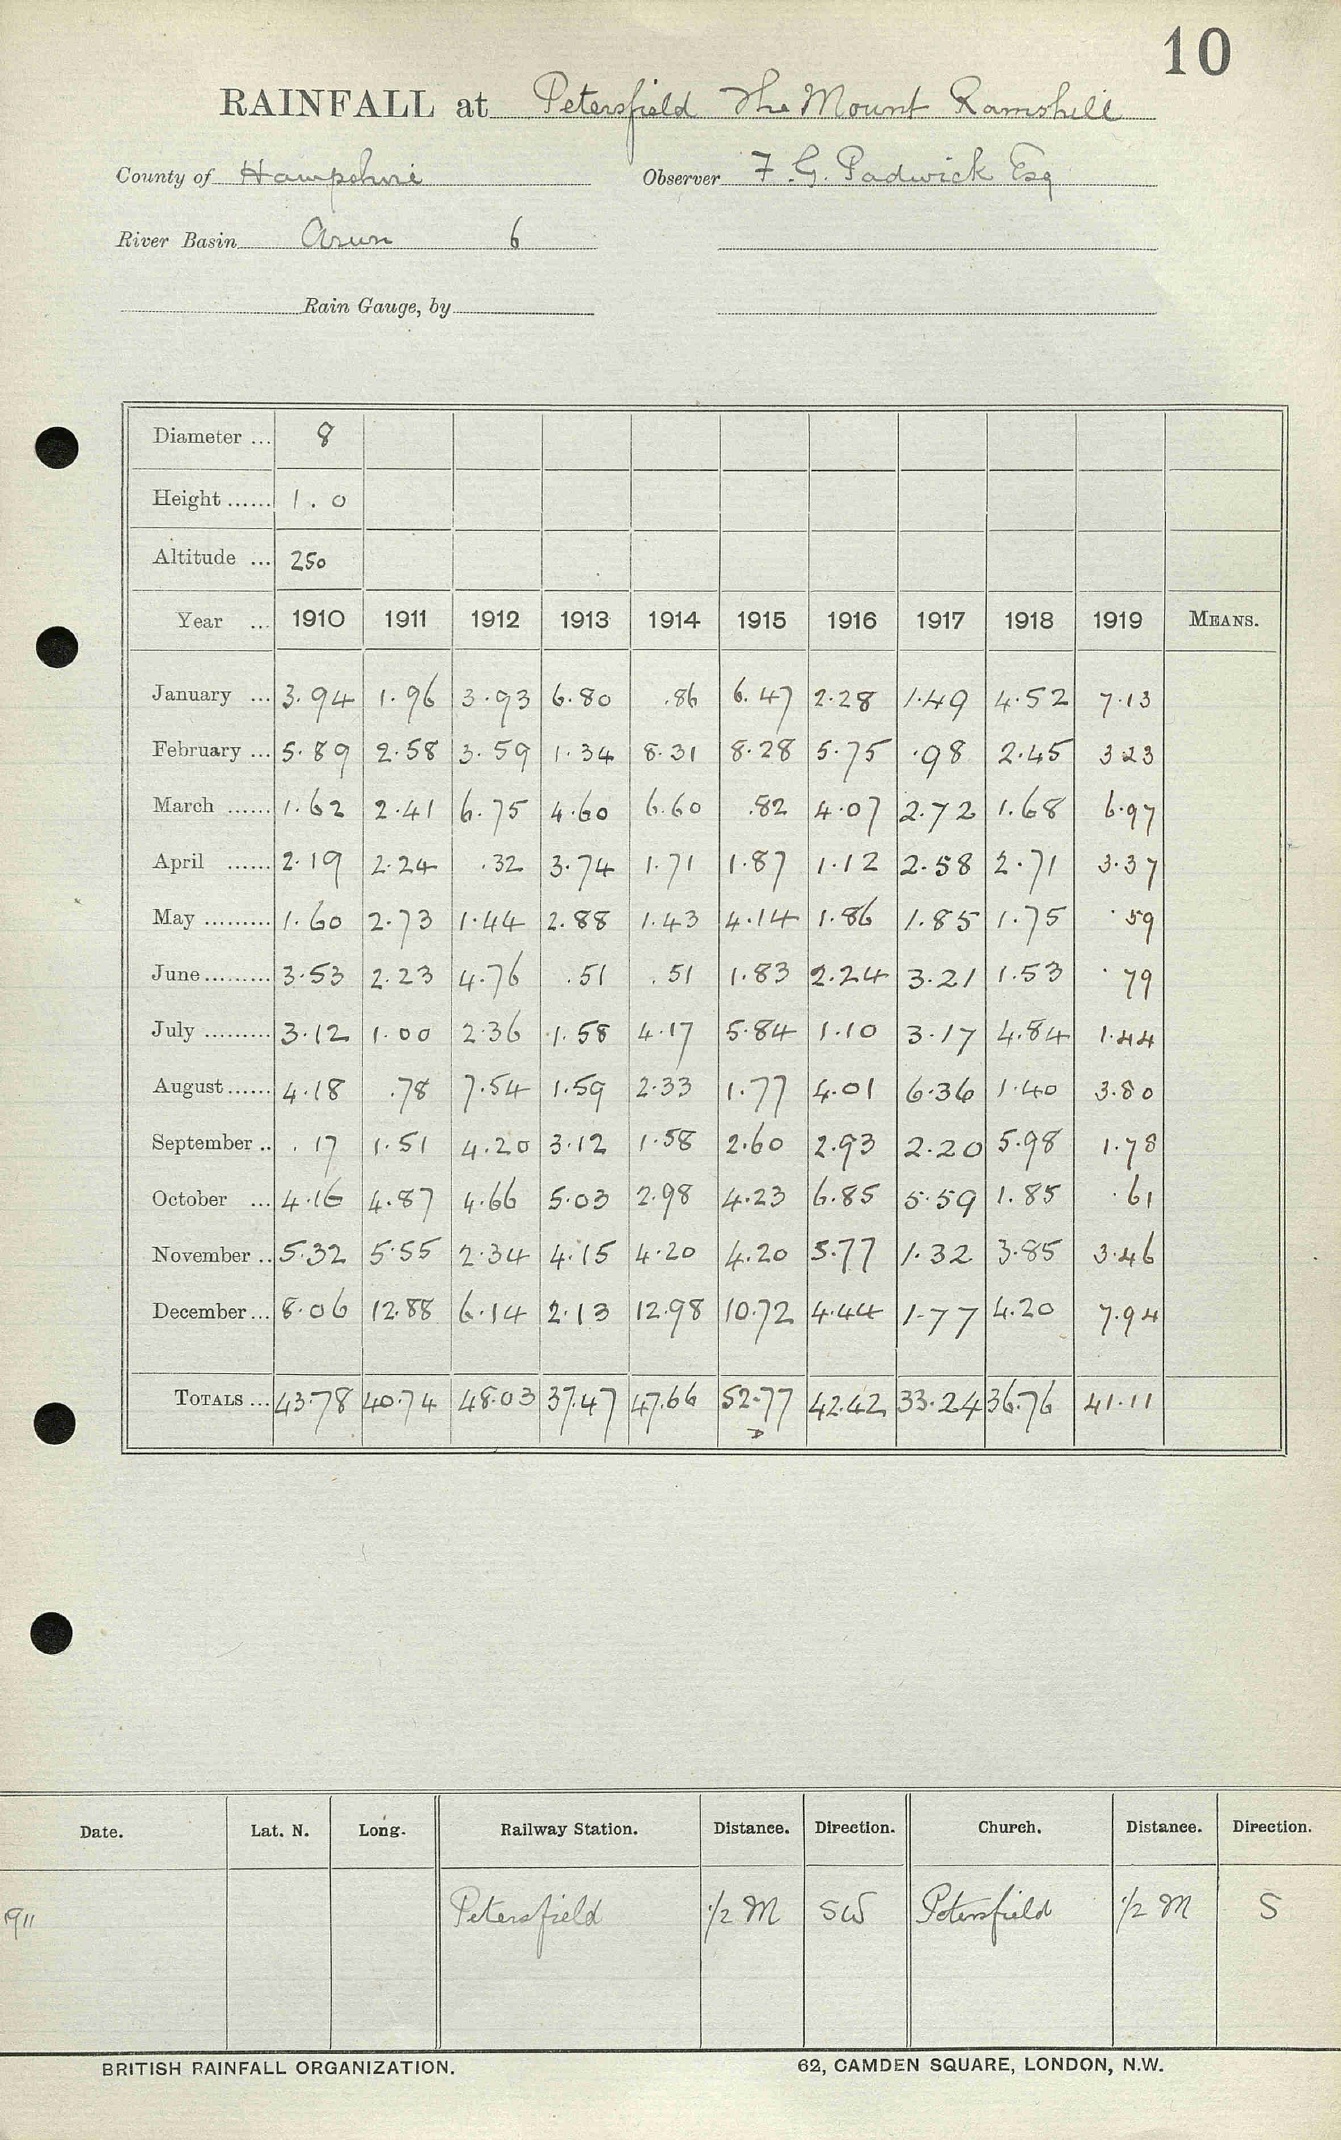 10
RAINFALL at Petersfield The Mount Ramshill
County of Hampshire Observer F. G. Padwick Esq
River Basin Arun 6
Rain Gauge, by
Diameter ... 8
Height ...... 1.0
Altitude ... 250
Year ... 1910 1911 1912 1913 1914 1915 1916 1917 1918 1919 MEANS.
January ... 3.94 1.96 3.93 6.80 .86 6.47 2.28 1.49 4.52 7.13
February ... 5.89 2.58 3.59 1.34 8.31 8.28 5.75 .98 2.45 3.23
March ...... 1.62 2.41 6.75 4.60 6.60 .82 4.07 2.72 1.68 6.97
April ...... 2.19 2.24 .32 3.74 1.71 1.87 1.12 2.58 2.71 3.37
May ......... 1.60 2.73 1.44 2.88 1.43 4.14 1.86 1.85 1.75 .59
June ......... 3.53 2.23 4.76 .51 .51 1.83 2.24 3.21 1.53 .79
July ......... 3.12 1.00 2.36 1.58 4.17 5.84 1.10 3.17 4.84 1.44
August ...... 4.18 .78 7.54 1.59 2.33 1.77 4.01 6.36 1.40 3.80
September .. .17 1.51 4.20 3.12 1.58 2.60 2.93 2.20 5.98 1.78
October ... 4.16 4.87 4.66 5.03 2.98 4.23 6.85 5.59 1.85 .61
November .. 5.32 5.55 2.34 4.15 4.20 4.20 5.77 1.32 3.85 3.46
December ... 8.06 12.88 6.14 2.13 12.98 10.72 4.44 1.77 4.20 7.94
TOTALS ... 43.78 40.74 48.03 37.47 47.66 52.77 42.42 33.24 36.76 41.11
D
Date. Lat. N. Long. Railway Station. Distance. Direction. Church. Distance. Direction.
1911 Petersfield 1/2 M SW Petersfield 1/2 M S
BRITISH RAINFALL ORGANIZATION. 62, CAMDEN SQUARE, LONDON, N.W.